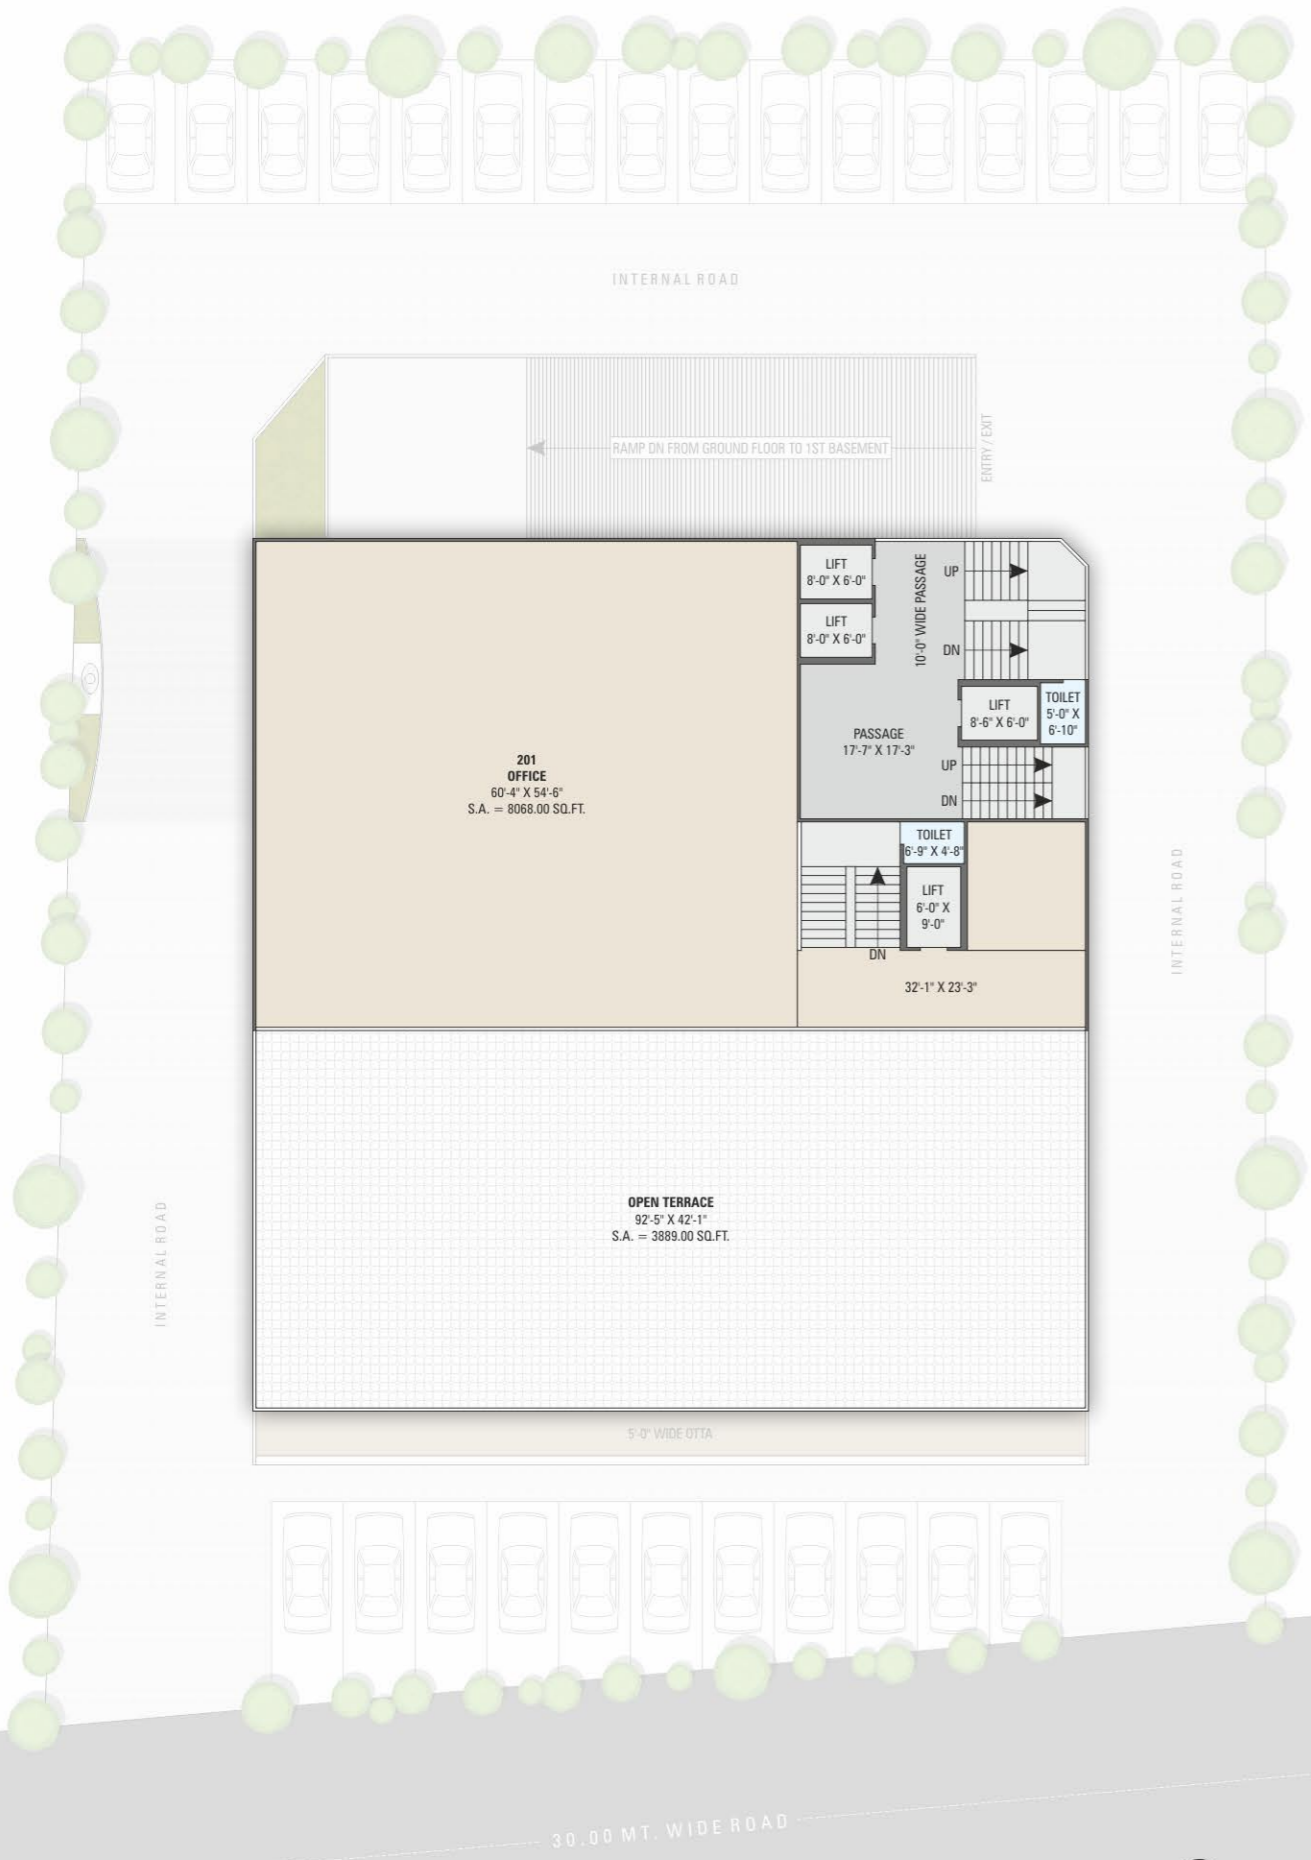 INTERNAL ROAD
RAMP DN FROM GROUND FLOOR TO 1ST BASEMENT
ENTRY / EXIT
LIFT
8'-0" X 6'-0"
LIFT
8'-0" X 6'-0"
10'-0" WIDE PASSAGE
UP
DN
LIFT
8'-6" X 6'-0"
TOILET
5'-0" X
6'-10"
PASSAGE
17'-7" X 17'-3"
UP
DN
201
OFFICE
60'-4" X 54'-6"
S.A. = 8068.00 SQ.FT.
TOILET
6'-9" X 4'-8"
LIFT
6'-0" X
9'-0"
DN
32'-1" X 23'-3"
INTERNAL ROAD
OPEN TERRACE
92'-5" X 42'-1"
S.A. = 3889.00 SQ.FT.
INTERNAL ROAD
5'-0" WIDE OTTA
30.00 MT. WIDE ROAD